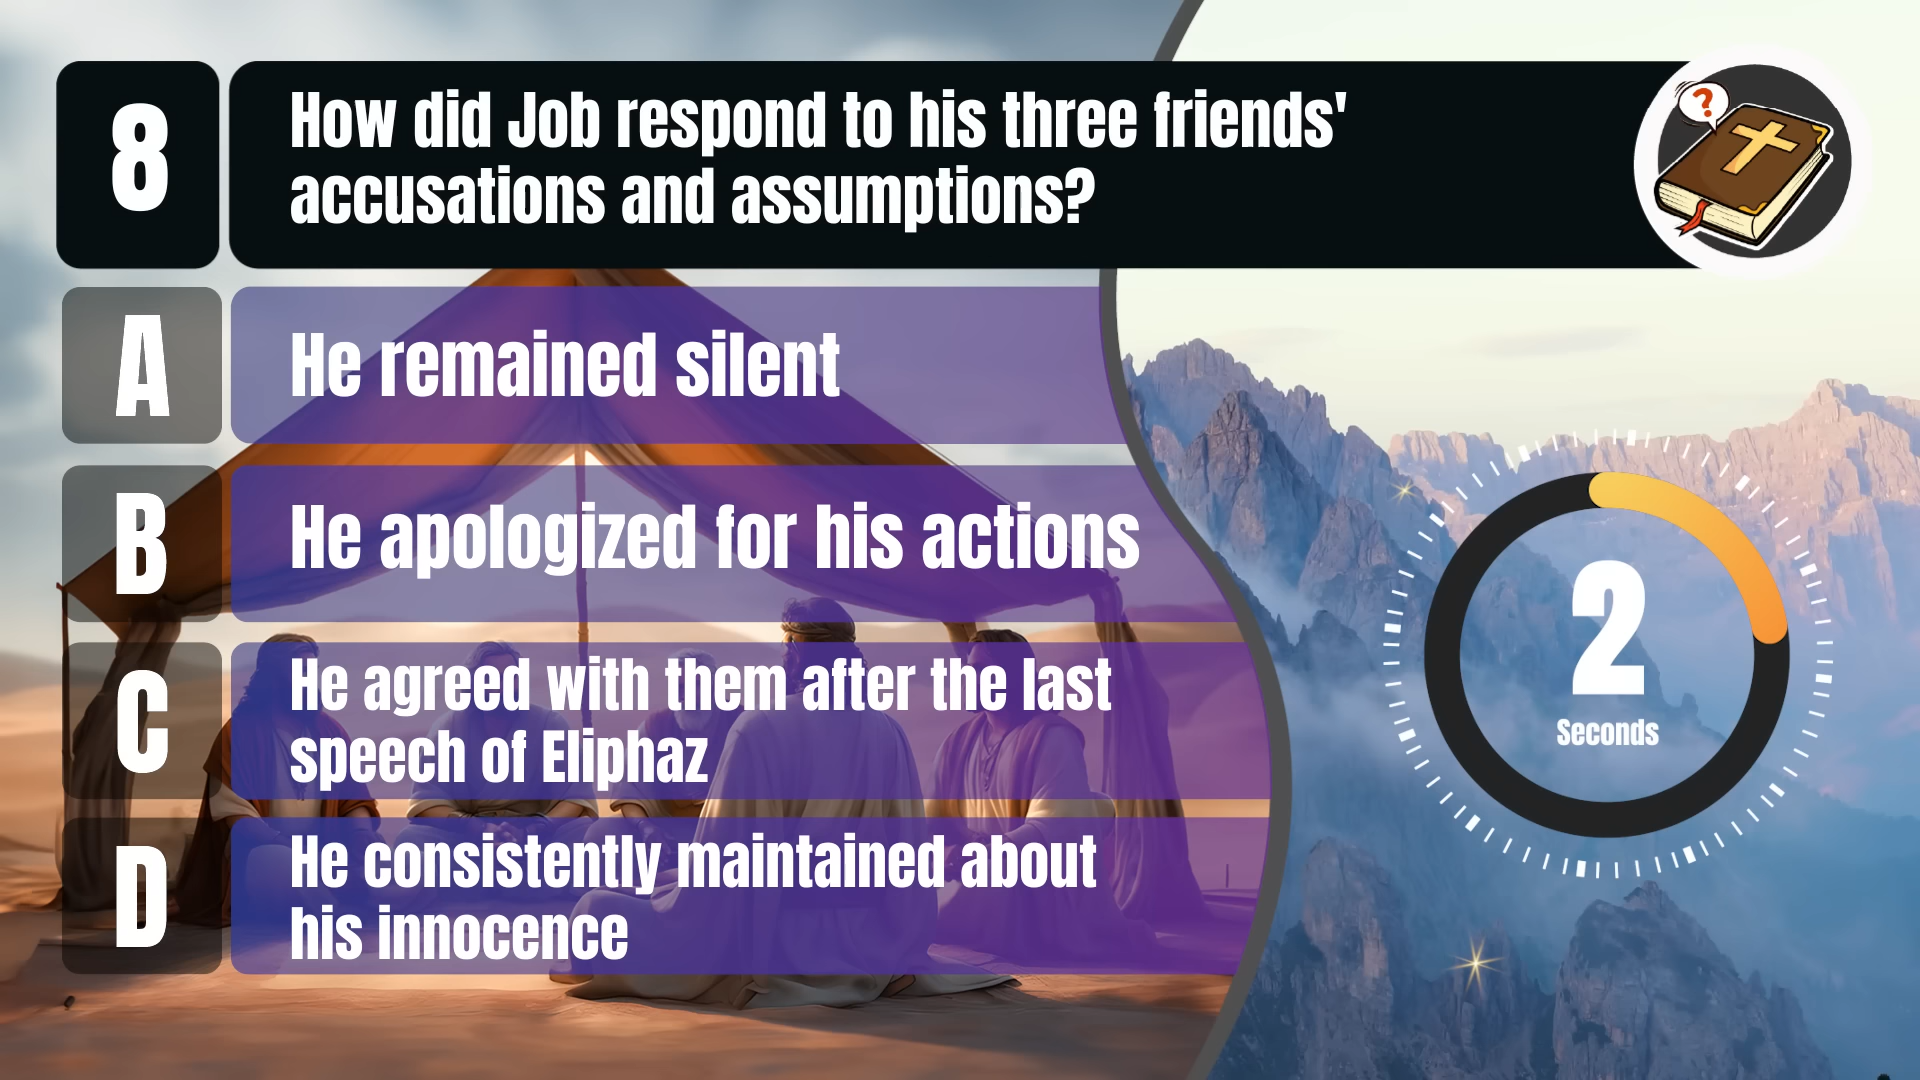 8
How did Job respond to his three friends'
accusations and assumptions?
?
A
He remained silent
B
He apologized for his actions
C
He agreed with them after the last
speech of Eliphaz
D
He consistently maintained about
his innocence
2
Seconds